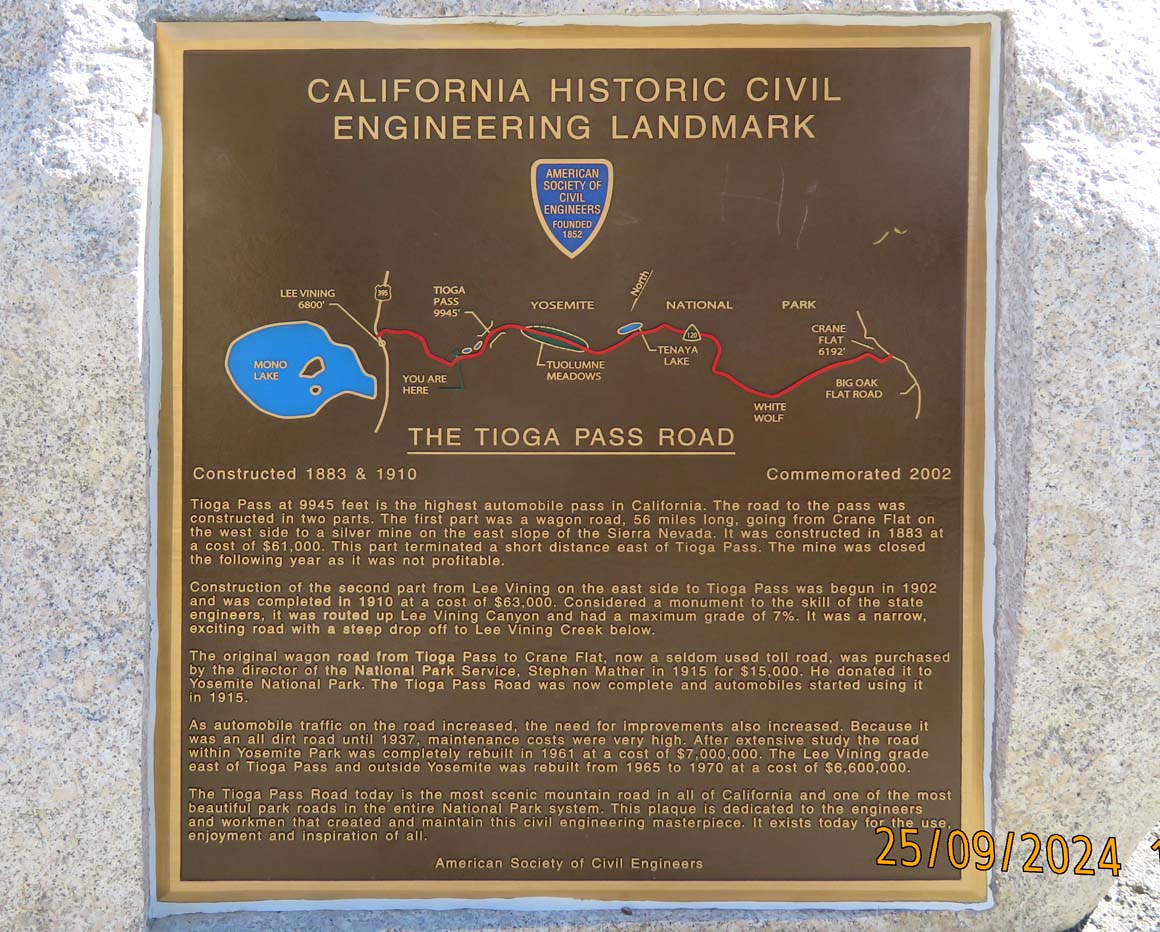 CALIFORNIA HISTORIC CIVIL
ENGINEERING LANDMARK
AMERICAN
SOCIETY OF
CIVIL
ENGINEERS
FOUNDED
1852
North
LEE VINING
6800'
395
TIOGA
PASS
9945'
YOSEMITE
NATIONAL
PARK
CRANE
FLAT
6192'
120
MONO
LAKE
YOU ARE
HERE
TUOLUMNE
MEADOWS
TENAYA
LAKE
BIG OAK
FLAT ROAD
WHITE
WOLF
THE TIOGA PASS ROAD
Constructed 1883 & 1910
Commemorated 2002
Tioga Pass at 9945 feet is the highest automobile pass in California. The road to the pass was
constructed in two parts. The first part was a wagon road, 56 miles long, going from Crane Flat on
the west side to a silver mine on the east slope of the Sierra Nevada. It was constructed in 1883 at
a cost of $61,000. This part terminated a short distance east of Tioga Pass. The mine was closed
the following year as it was not profitable.
Construction of the second part from Lee Vining on the east side to Tioga Pass was begun in 1902
and was completed in 1910 at a cost of $63,000. Considered a monument to the skill of the state
engineers, it was routed up Lee Vining Canyon and had a maximum grade of 7%. It was a narrow,
exciting road with a steep drop off to Lee Vining Creek below.
The original wagon road from Tioga Pass to Crane Flat, now a seldom used toll road, was purchased
by the director of the National Park Service, Stephen Mather in 1915 for $15,000. He donated it to
Yosemite National Park. The Tioga Pass Road was now complete and automobiles started using it
in 1915.
As automobile traffic on the road increased, the need for improvements also increased. Because it
was an all dirt road until 1937, maintenance costs were very high. After extensive study the road
within Yosemite Park was completely rebuilt in 1961 at a cost of $7,000,000. The Lee Vining grade
east of Tioga Pass and outside Yosemite was rebuilt from 1965 to 1970 at a cost of $6,600,000.
The Tioga Pass Road today is the most scenic mountain road in all of California and one of the most
beautiful park roads in the entire National Park system. This plaque is dedicated to the engineers
and workmen that created and maintain this civil engineering masterpiece. It exists today for the use,
enjoyment and inspiration of all.
American Society of Civil Engineers
25/09/2024